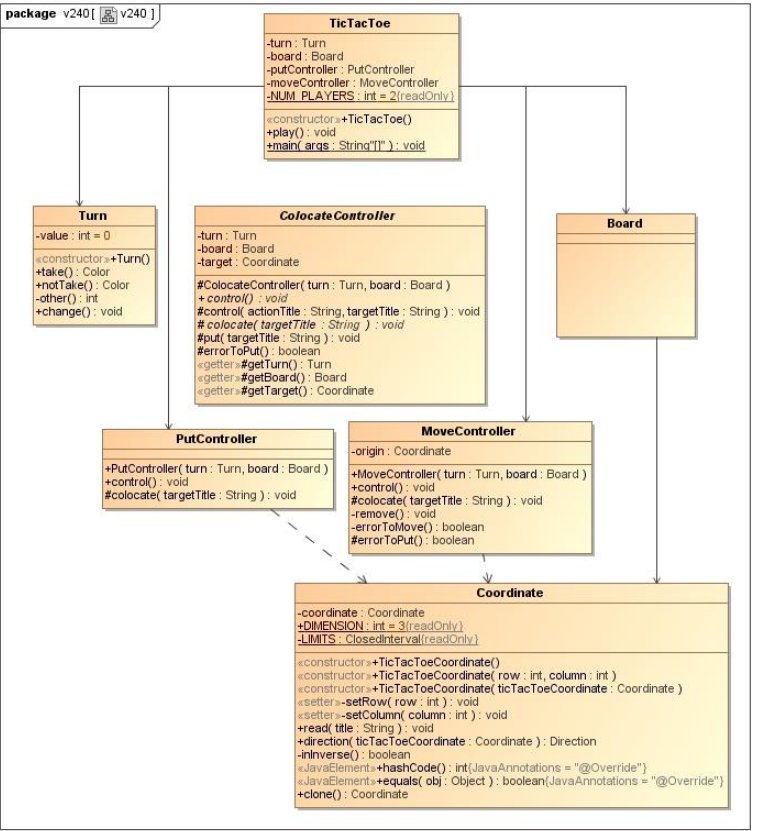 package v240 [ v240 ]
TicTacToe
-turn : Turn
-board : Board
-putController : PutController
-moveController : MoveController
-NUM_PLAYERS : int = 2{readOnly}
«constructor»+TicTacToe()
+play() : void
+main( args : String"[]" ) : void
Turn
-value : int = 0
«constructor»+Turn()
+take() : Color
+notTake() : Color
-other() : int
+change() : void
ColocateController
-turn : Turn
-board : Board
-target : Coordinate
#ColocateController( turn : Turn, board : Board )
+ control() : void
#control( actionTitle : String, targetTitle : String ) : void
# colocate( targetTitle : String ) : void
#put( targetTitle : String ) : void
#errorToPut() : boolean
«getter»#getTurn() : Turn
«getter»#getBoard() : Board
«getter»#getTarget() : Coordinate
Board
PutController
+PutController( turn : Turn, board : Board )
+control() : void
#colocate( targetTitle : String ) : void
MoveController
-origin : Coordinate
+MoveController( turn : Turn, board : Board )
+control() : void
#colocate( targetTitle : String ) : void
-remove() : void
-errorToMove() : boolean
#errorToPut() : boolean
Coordinate
-coordinate : Coordinate
+DIMENSION : int = 3{readOnly}
-LIMITS : ClosedInterval{readOnly}
«constructor»+TicTacToeCoordinate()
«constructor»+TicTacToeCoordinate( row : int, column : int )
«constructor»+TicTacToeCoordinate( ticTacToeCoordinate : Coordinate )
«setter»-setRow( row : int ) : void
«setter»-setColumn( column : int ) : void
+read( title : String ) : void
+direction( ticTacToeCoordinate : Coordinate ) : Direction
-inInverse() : boolean
«JavaElement»+hashCode() : int{JavaAnnotations = "@Override"}
«JavaElement»+equals( obj : Object ) : boolean{JavaAnnotations = "@Override"}
+clone() : Coordinate